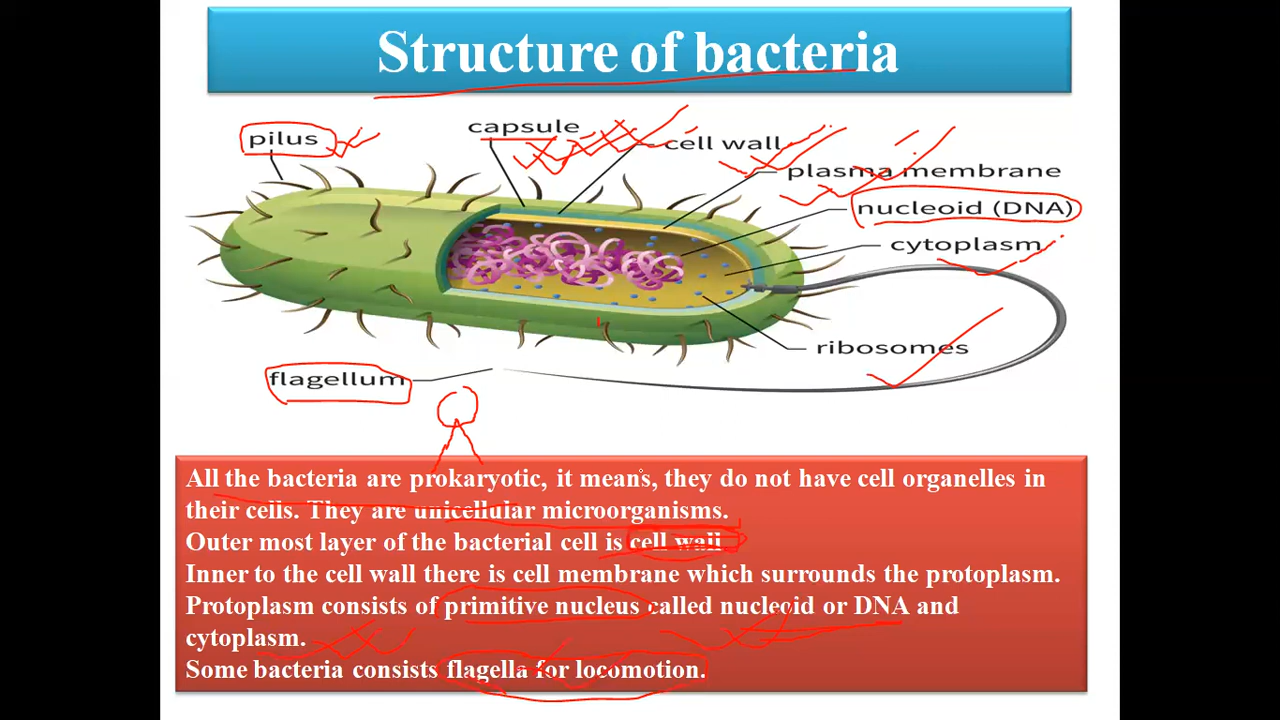 Structure of bacteria
pilus
capsule
cell wall
plasma membrane
nucleoid (DNA)
cytoplasm
ribosomes
flagellum
All the bacteria are prokaryotic, it means, they do not have cell organelles in
their cells. They are unicellular microorganisms.
Outer most layer of the bacterial cell is cell wall
Inner to the cell wall there is cell membrane which surrounds the protoplasm.
Protoplasm consists of primitive nucleus called nucleoid or DNA and
cytoplasm.
Some bacteria consists flagella for locomotion.